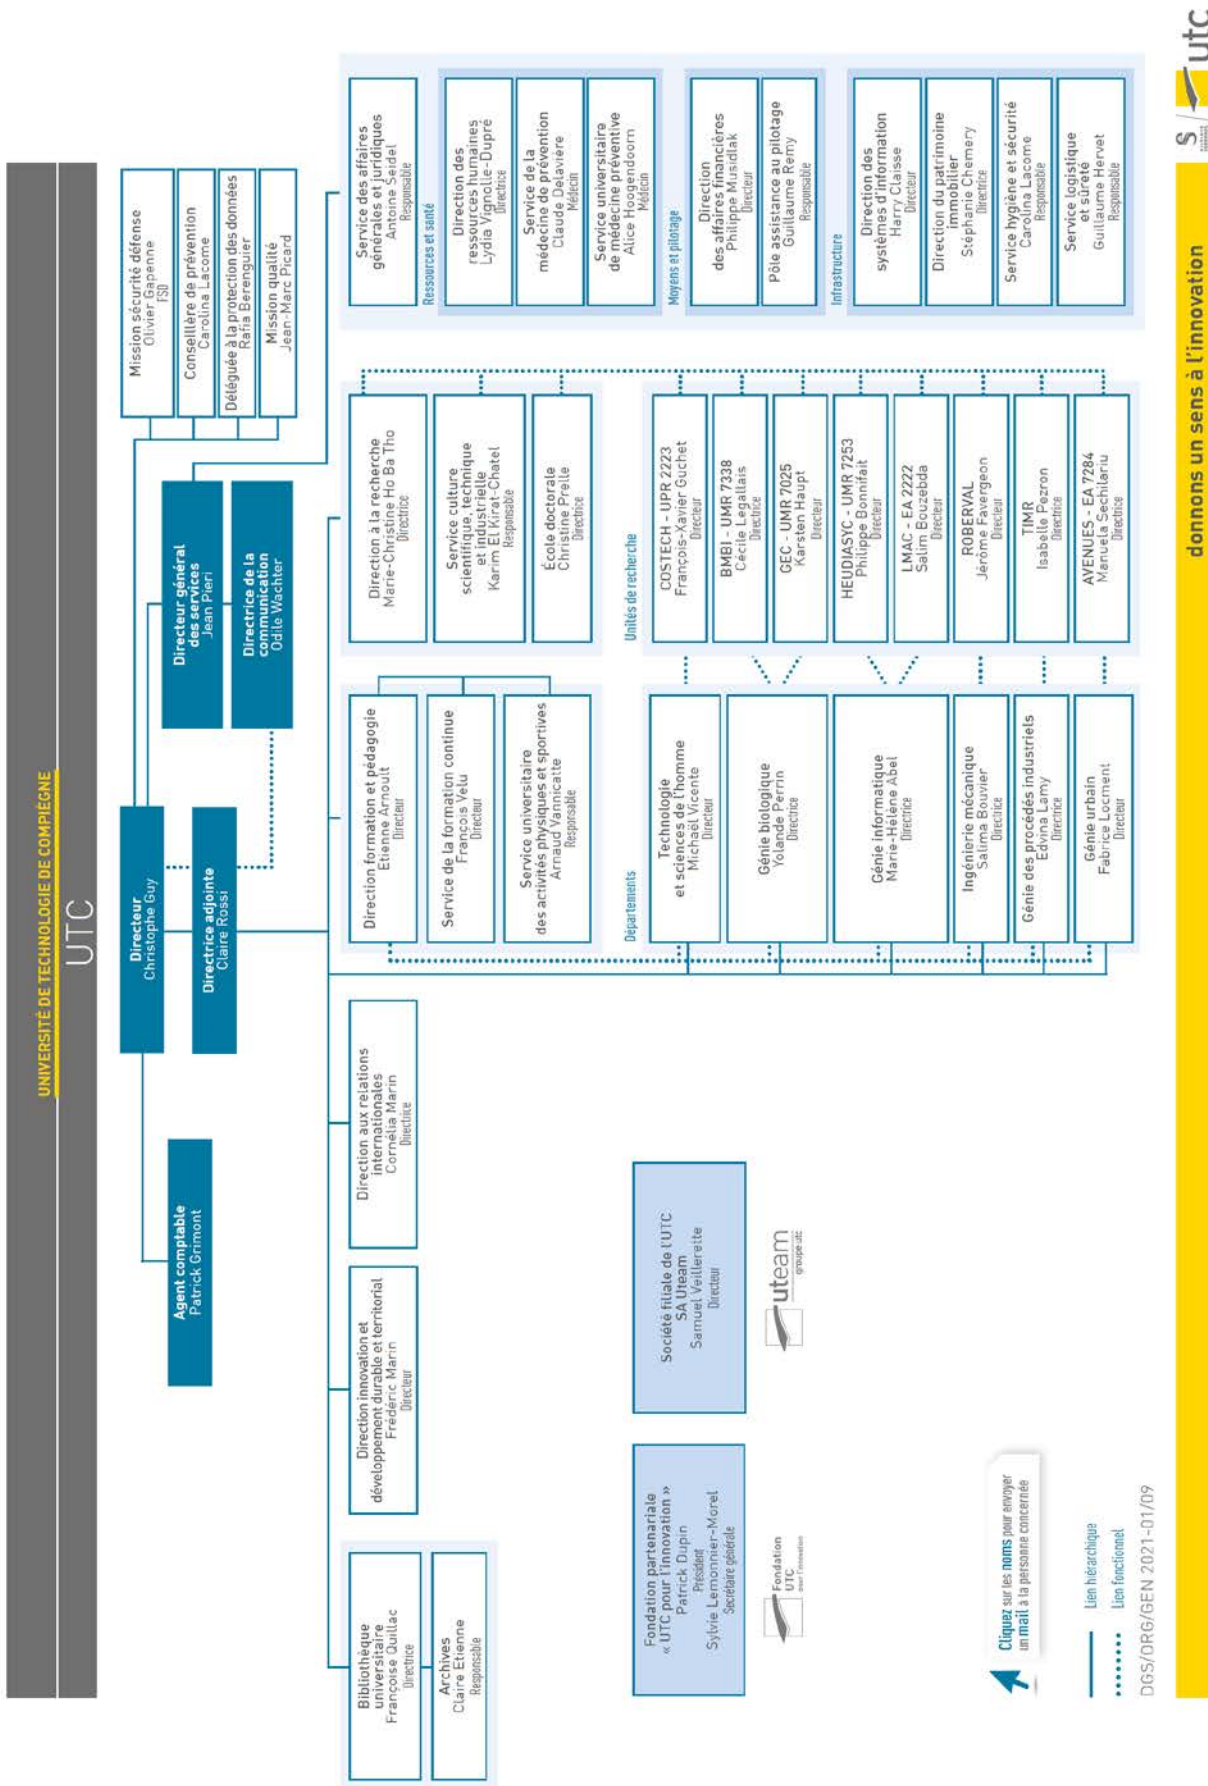 UNIVERSITÉ DE TECHNOLOGIE DE COMPIÈGNE
UTC
Directeur
Christophe Guy
Directrice adjointe
Claire Rossi
Agent comptable
Patrick Grimont
Directeur général
des services
Jean Pieri
Directrice de la
communication
Odile Wachter
Mission sécurité défense
Olivier Gapenne
FSD
Conseillère de prévention
Carolina Lacome
Déléguée à la protection des données
Rafia Berenguier
Mission qualité
Jean-Marc Picard
Bibliothèque
universitaire
Françoise Quillac
Directrice
Archives
Claire Etienne
Responsable
Direction innovation et
développement durable et territorial
Frédéric Marin
Directeur
Direction aux relations
internationales
Cornélia Marin
Directrice
Direction formation et pédagogie
Etienne Arnoult
Directeur
Service de la formation continue
François Velu
Directeur
Service universitaire
des activités physiques et sportives
Arnaud Vannicatte
Responsable
Direction à la recherche
Marie-Christine Ho Ba Tho
Directrice
Service culture
scientifique, technique
et industrielle
Karim El Kirat-Chatel
Responsable
École doctorale
Christine Prelle
Directrice
Service des affaires
générales et juridiques
Antoine Seidel
Responsable
Ressources et santé
Direction des
ressources humaines
Lydia Vignolle-Dupré
Directrice
Service de la
médecine de prévention
Claude Delavière
Médecin
Service universitaire
de médecine préventive
Alice Hoogendoorn
Médecin
Moyens et pilotage
Direction
des affaires financières
Philippe Musidlak
Directeur
Pôle assistance au pilotage
Guillaume Remy
Responsable
Infrastructure
Direction des
systèmes d'information
Harry Claisse
Directeur
Direction du patrimoine
immobilier
Stéphanie Chemery
Directrice
Service hygiène et sécurité
Carolina Lacome
Responsable
Service logistique
et sûreté
Guillaume Hervet
Responsable
Départements
Technologie
et sciences de l'homme
Michaël Vicente
Directeur
Génie biologique
Yolande Perrin
Directrice
Génie informatique
Marie-Hélène Abel
Directrice
Ingénierie mécanique
Salima Bouvier
Directrice
Génie des procédés industriels
Edvina Lamy
Directrice
Génie urbain
Fabrice Locment
Directeur
Unités de recherche
COSTECH - UPR 2223
François-Xavier Guchet
Directeur
BMBI - UMR 7338
Cécile Legallais
Directrice
GEC - UMR 7025
Karsten Haupt
Directeur
HEUDIASYC - UMR 7253
Philippe Bonnifait
Directeur
LMAC - EA 2222
Salim Bouzebda
Directeur
ROBERVAL
Jérôme Favergeon
Directeur
TIMR
Isabelle Pezron
Directrice
AVENUES - EA 7284
Manuela Sechilariu
Directrice
Fondation partenariale
« UTC pour l'innovation »
Patrick Dupin
Président
Sylvie Lemonnier-Morel
Secrétaire générale
Fondation
UTC
pour l'innovation
Société filiale de l'UTC
SA Uteam
Samuel Veillerette
Directeur
uteam
groupe utc
Cliquez sur les noms pour envoyer
un mail à la personne concernée
Lien hiérarchique
Lien fonctionnel
DGS/ORG/GEN 2021-01/09
donnons un sens à l'innovation
S
utc